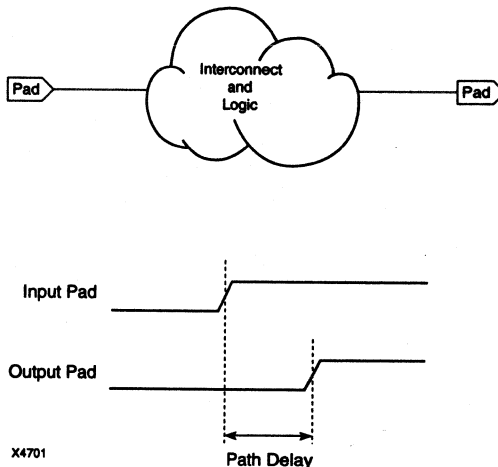 Interconnect
and
Logic
Pad
Pad
Input Pad
Output Pad
X4701
Path Delay